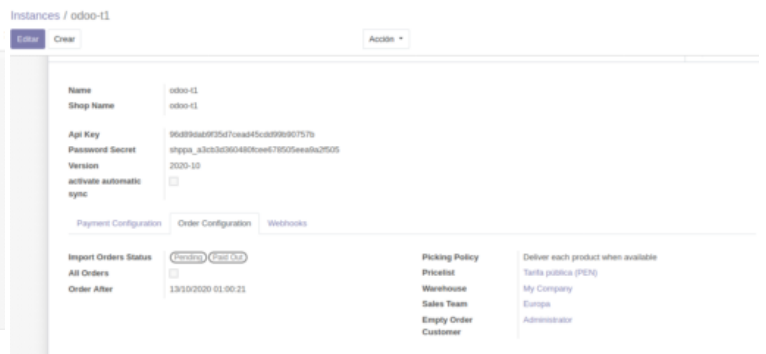 Instances / odoo-t1
Editar Crear Acción
Name odoo-t1
Shop Name odoo-t1
Api Key
Password Secret
Version 2020-10
activate automatic sync
Payment Configuration Order Configuration Webhooks
Import Orders Status Pending Paid Out
All Orders
Order After 13/10/2020 01:00:21
Picking Policy Deliver each product when available
Pricelist Tarifa pública (PEN)
Warehouse My Company
Sales Team Europa
Empty Order Customer Administrator